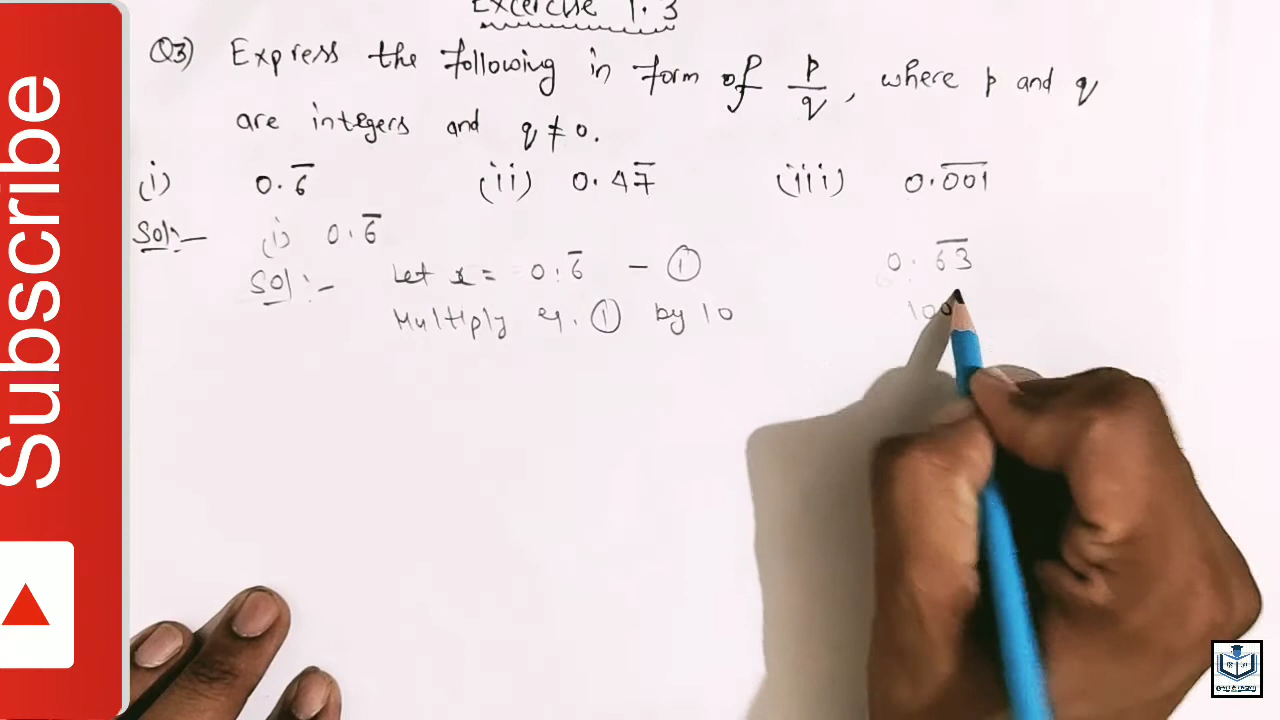 Excercise 1.3
Q3) Express the following in form of p/q, where p and q
are integers and q ≠ 0.
(i) 0.6̅ (ii) 0.47̅ (iii) 0.0̅0̅1̅
Sol:- (i) 0.6̅
Sol:- Let x = 0.6̅ - ①
Multiply eq. ① by 10
0.6̅3̅
100
Subscribe